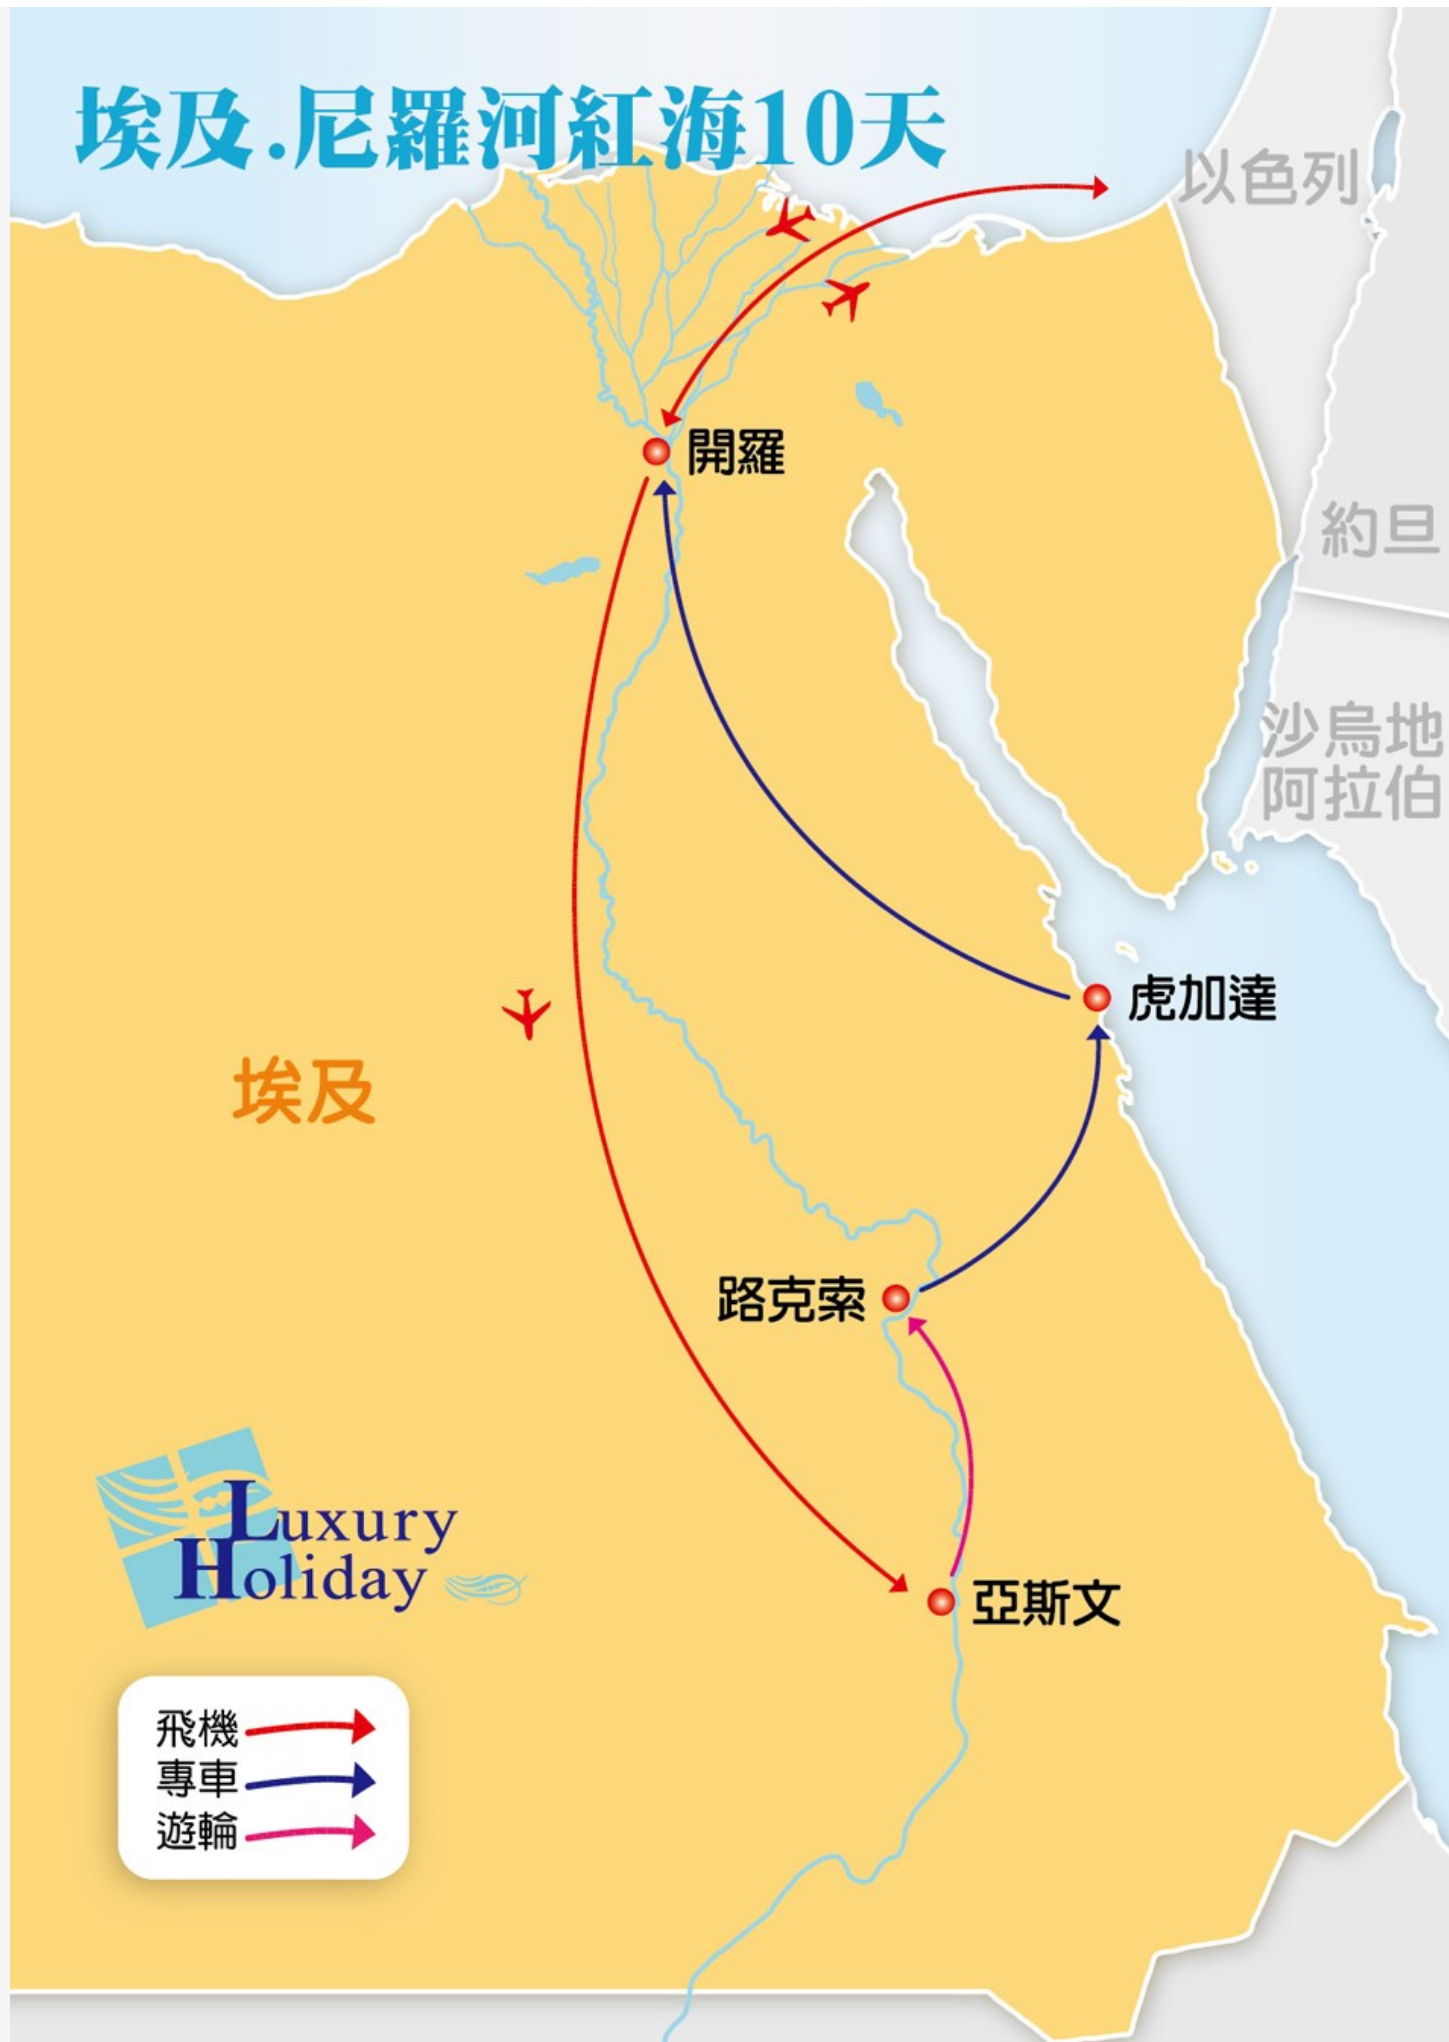 埃及.尼羅河紅海10天
以色列
開羅
約旦
沙烏地
阿拉伯
虎加達
埃及
路克索
Luxury
Holiday
亞斯文
飛機
專車
遊輪